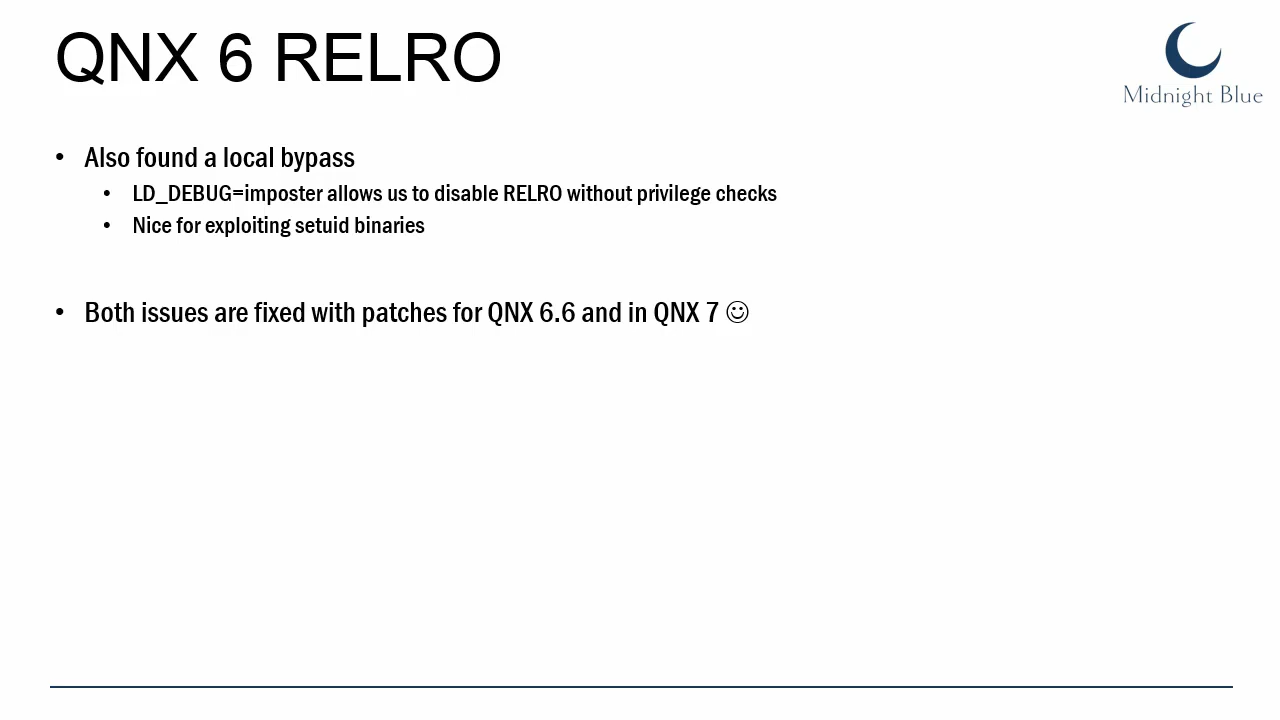 QNX 6 RELRO
Midnight Blue
• Also found a local bypass
• LD_DEBUG=imposter allows us to disable RELRO without privilege checks
• Nice for exploiting setuid binaries
• Both issues are fixed with patches for QNX 6.6 and in QNX 7 ☺